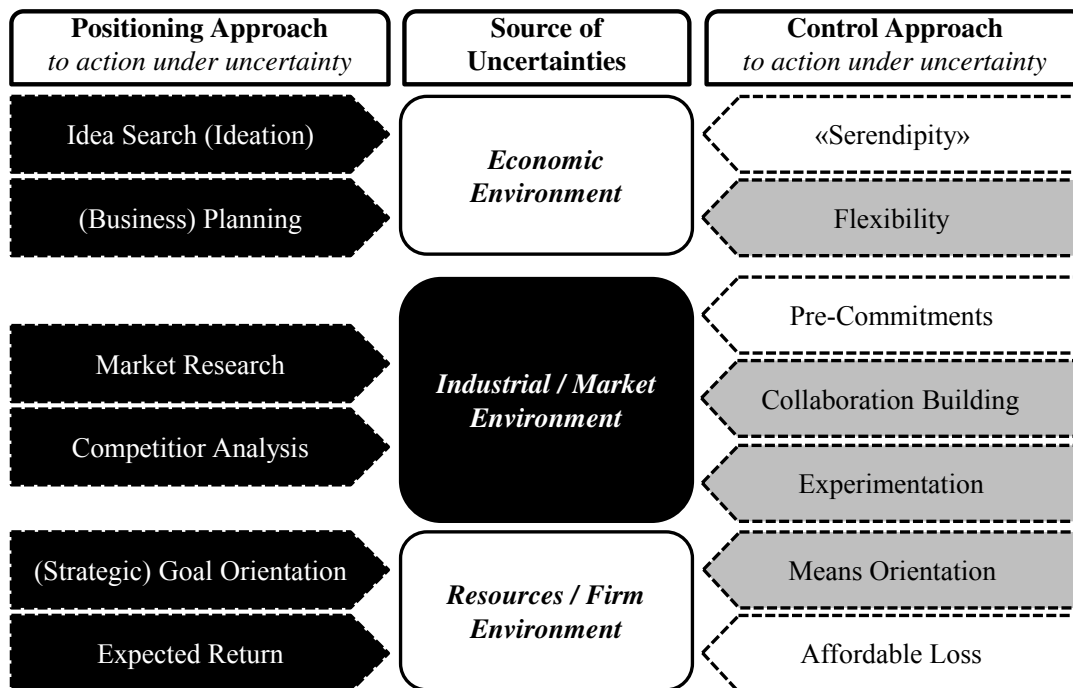 Positioning Approach
to action under uncertainty
Source of
Uncertainties
Control Approach
to action under uncertainty
Idea Search (Ideation)
(Business) Planning
Economic
Environment
«Serendipity»
Flexibility
Market Research
Competitior Analysis
Industrial / Market
Environment
Pre-Commitments
Collaboration Building
Experimentation
(Strategic) Goal Orientation
Expected Return
Resources / Firm
Environment
Means Orientation
Affordable Loss